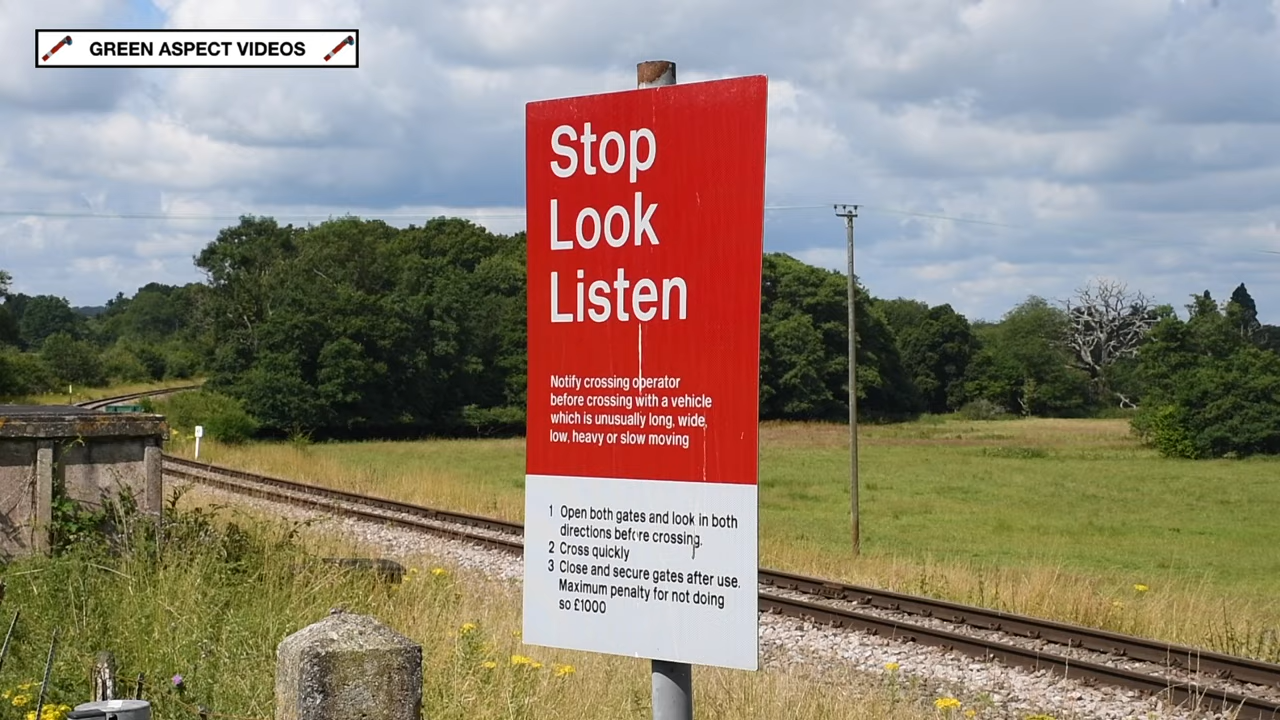 GREEN ASPECT VIDEOS
Stop
Look
Listen
Notify crossing operator
before crossing with a vehicle
which is unusually long, wide,
low, heavy or slow moving
1 Open both gates and look in both
directions before crossing.
2 Cross quickly
3 Close and secure gates after use.
Maximum penalty for not doing
so £1000